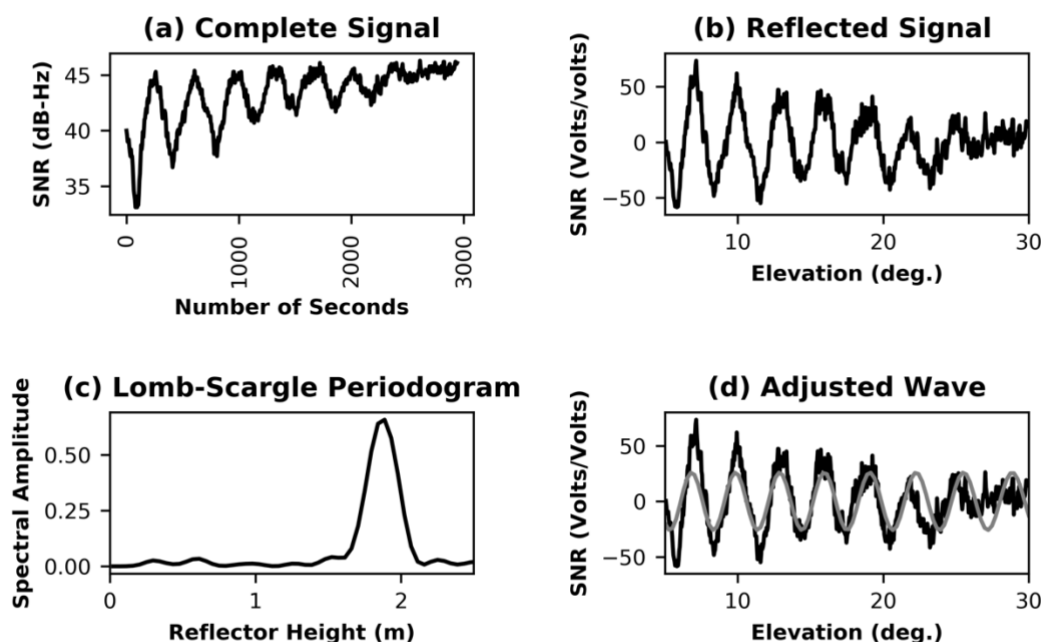 (a) Complete Signal
SNR (dB-Hz)
45
40
35
0
1000
2000
3000
Number of Seconds
(b) Reflected Signal
SNR (Volts/volts)
50
0
−50
10
20
30
Elevation (deg.)
(c) Lomb-Scargle Periodogram
Spectral Amplitude
0.50
0.25
0.00
0
1
2
Reflector Height (m)
(d) Adjusted Wave
SNR (Volts/Volts)
50
0
−50
10
20
30
Elevation (deg.)